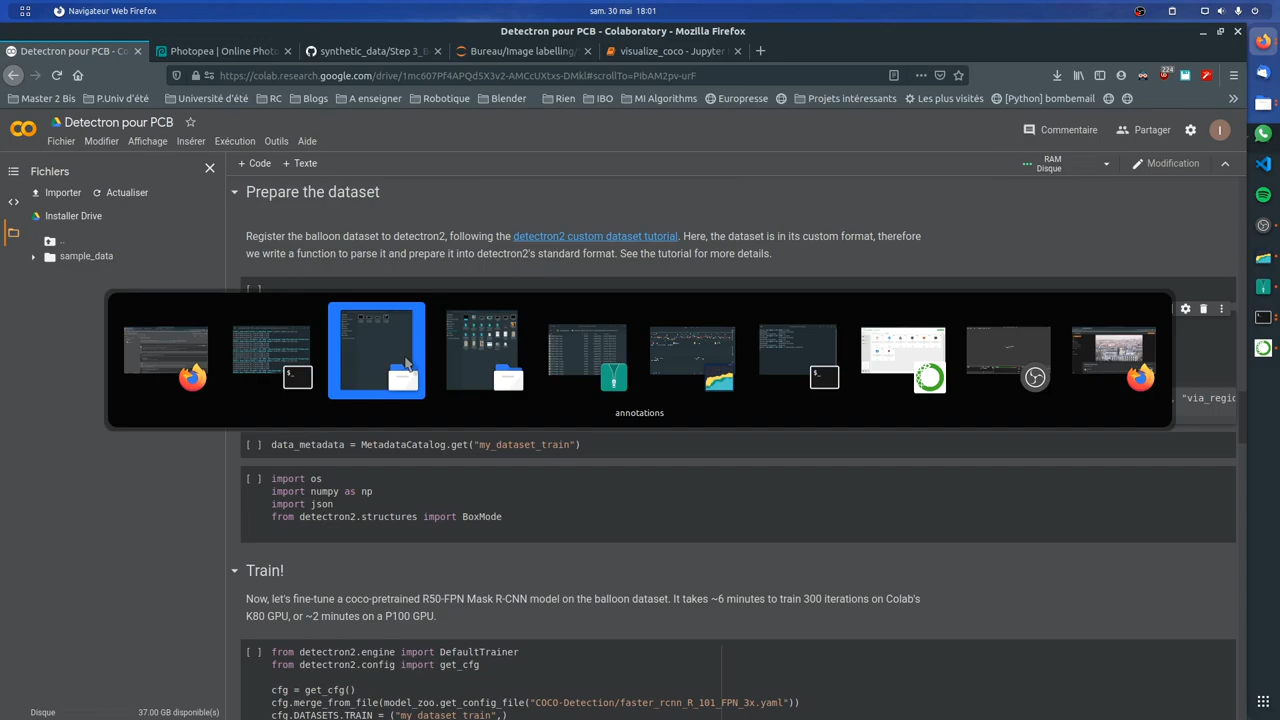 Navigateur Web Firefox
sam. 30 mai 18:01
Detectron pour PCB - Colaboratory - Mozilla Firefox
Detectron pour PCB - Co
Photopea | Online Photo
synthetic_data/Step 3_B
Bureau/Image labelling/
visualize_coco - Jupyter
https://colab.research.google.com/drive/1mc607PF4APQd5X3v2-AMCcUXtxs-DMkl#scrollTo=PIbAM2pv-urF
224
Master 2 Bis
P.Univ d'été
Université d'été
RC
Blogs
A enseigner
Robotique
Blender
Rien
IBO
MI Algorithms
Europresse
Projets intéressants
Les plus visités
[Python] bombemail
Detectron pour PCB
Fichier Affichage Insérer Exécution Outils Aide
Commentaire
Partager
I
Fichiers
+ Code + Texte
RAM
Disque
Modification
Importer Actualiser
Installer Drive
..
sample_data
Prepare the dataset
Register the balloon dataset to detectron2, following the detectron2 custom dataset tutorial. Here, the dataset is in its custom format, therefore
we write a function to parse it and prepare it into detectron2's standard format. See the tutorial for more details.
[ ]
annotations
, "via_regio
[ ] data_metadata = MetadataCatalog.get("my_dataset_train")
[ ] import os
import numpy as np
import json
from detectron2.structures import BoxMode
Train!
Now, let's fine-tune a coco-pretrained R50-FPN Mask R-CNN model on the balloon dataset. It takes ~6 minutes to train 300 iterations on Colab's
K80 GPU, or ~2 minutes on a P100 GPU.
[ ] from detectron2.engine import DefaultTrainer
from detectron2.config import get_cfg
cfg = get_cfg()
cfg.merge_from_file(model_zoo.get_config_file("COCO-Detection/faster_rcnn_R_101_FPN_3x.yaml"))
cfg.DATASETS.TRAIN = ("my_dataset_train",)
Disque
37.00 GB disponible(s)